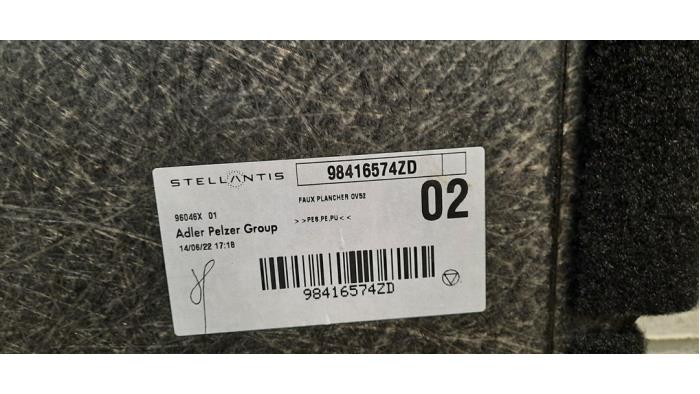 STELLANTIS
98416574ZD
FAUX PLANCHER OV52
02
96046X 01
>>PES,PE,PU<<
Adler Pelzer Group
14/06/22 17:18
98416574ZD